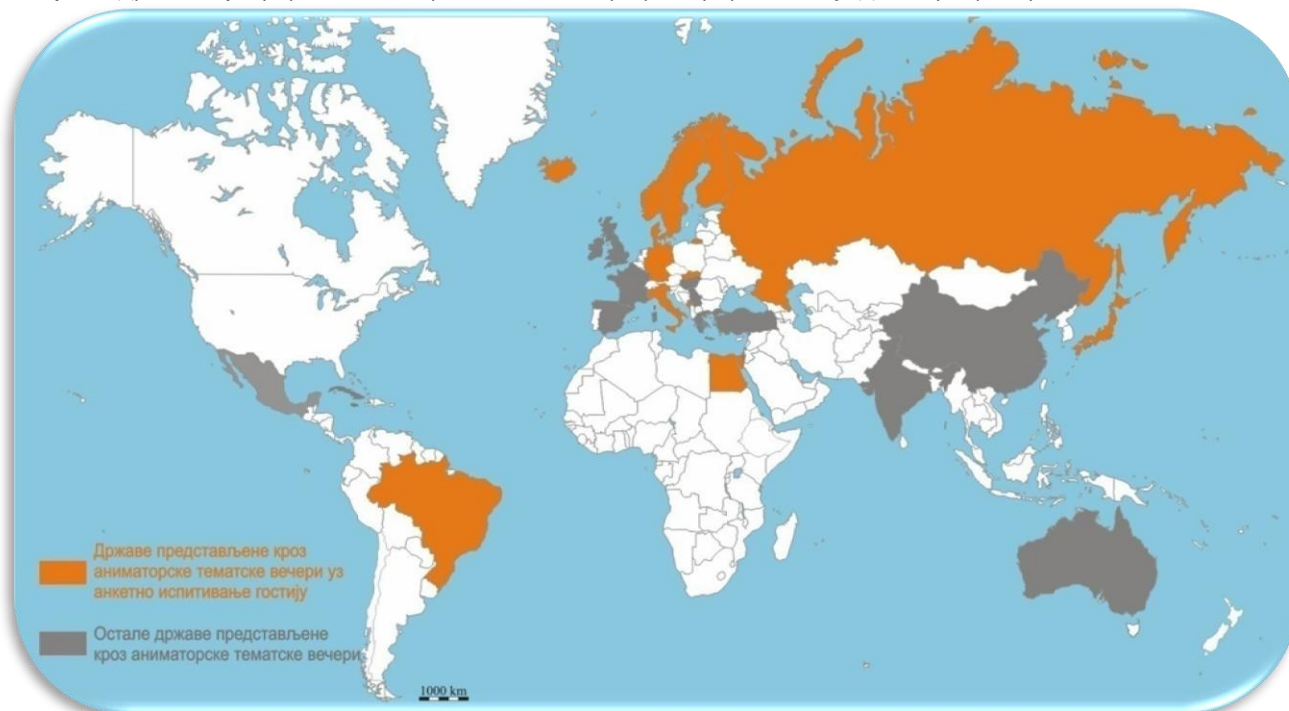 Државе представљене кроз
аниматорске тематске вечери уз
анкетно испитивање гостију
Остале државе представљене
кроз аниматорске тематске вечери
1000 km